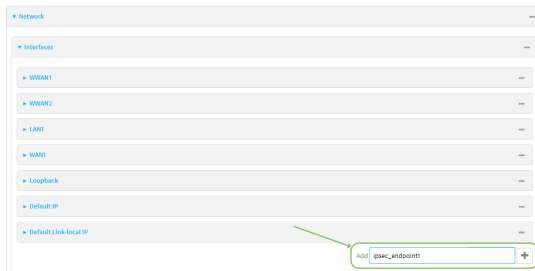 Network
Interfaces
WWAN1
WWAN2
LAN1
WAN1
Loopback
Default IP
Default Link-local IP
Add ipsec_endpoint1